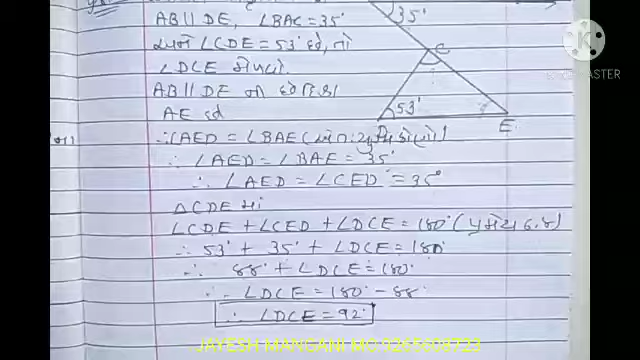 AB || DE, ∠BAC = 35°
અને ∠CDE = 53° હોય, તો
∠DCE મેળવો.
AB || DE ની છેદિકા
AE છે
∴ ∠AED = ∠BAE (અંતઃયુગ્મકોણો)
∴ ∠AED = ∠BAE = 35°
∴ ∠AED = ∠CED = 35°
△CDE માં
∠CDE + ∠CED + ∠DCE = 180° (પ્રમેય
∴ 53° + 35° + ∠DCE = 180°
∴ 88° + ∠DCE = 180°
∴ ∠DCE = 180° - 88°
∴ ∠DCE = 92°
35°
C
53°
D
E
KINEMASTER
JAYESH MANGANI MO.9265608723